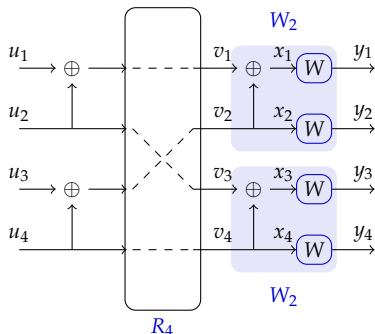 W₂
u₁ ⊕ v₁ ⊕ x₁ W y₁
u₂ v₂ x₂ W y₂
u₃ ⊕ v₃ ⊕ x₃ W y₃
u₄ v₄ x₄ W y₄
W₂
R₄